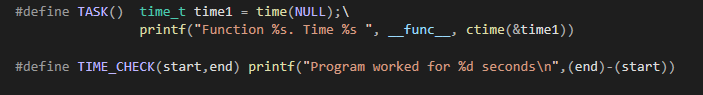 #define TASK()  time_t time1 = time(NULL);\
                printf("Function %s. Time %s ", __func__, ctime(&time1))
#define TIME_CHECK(start,end) printf("Program worked for %d seconds\n",(end)-(start))